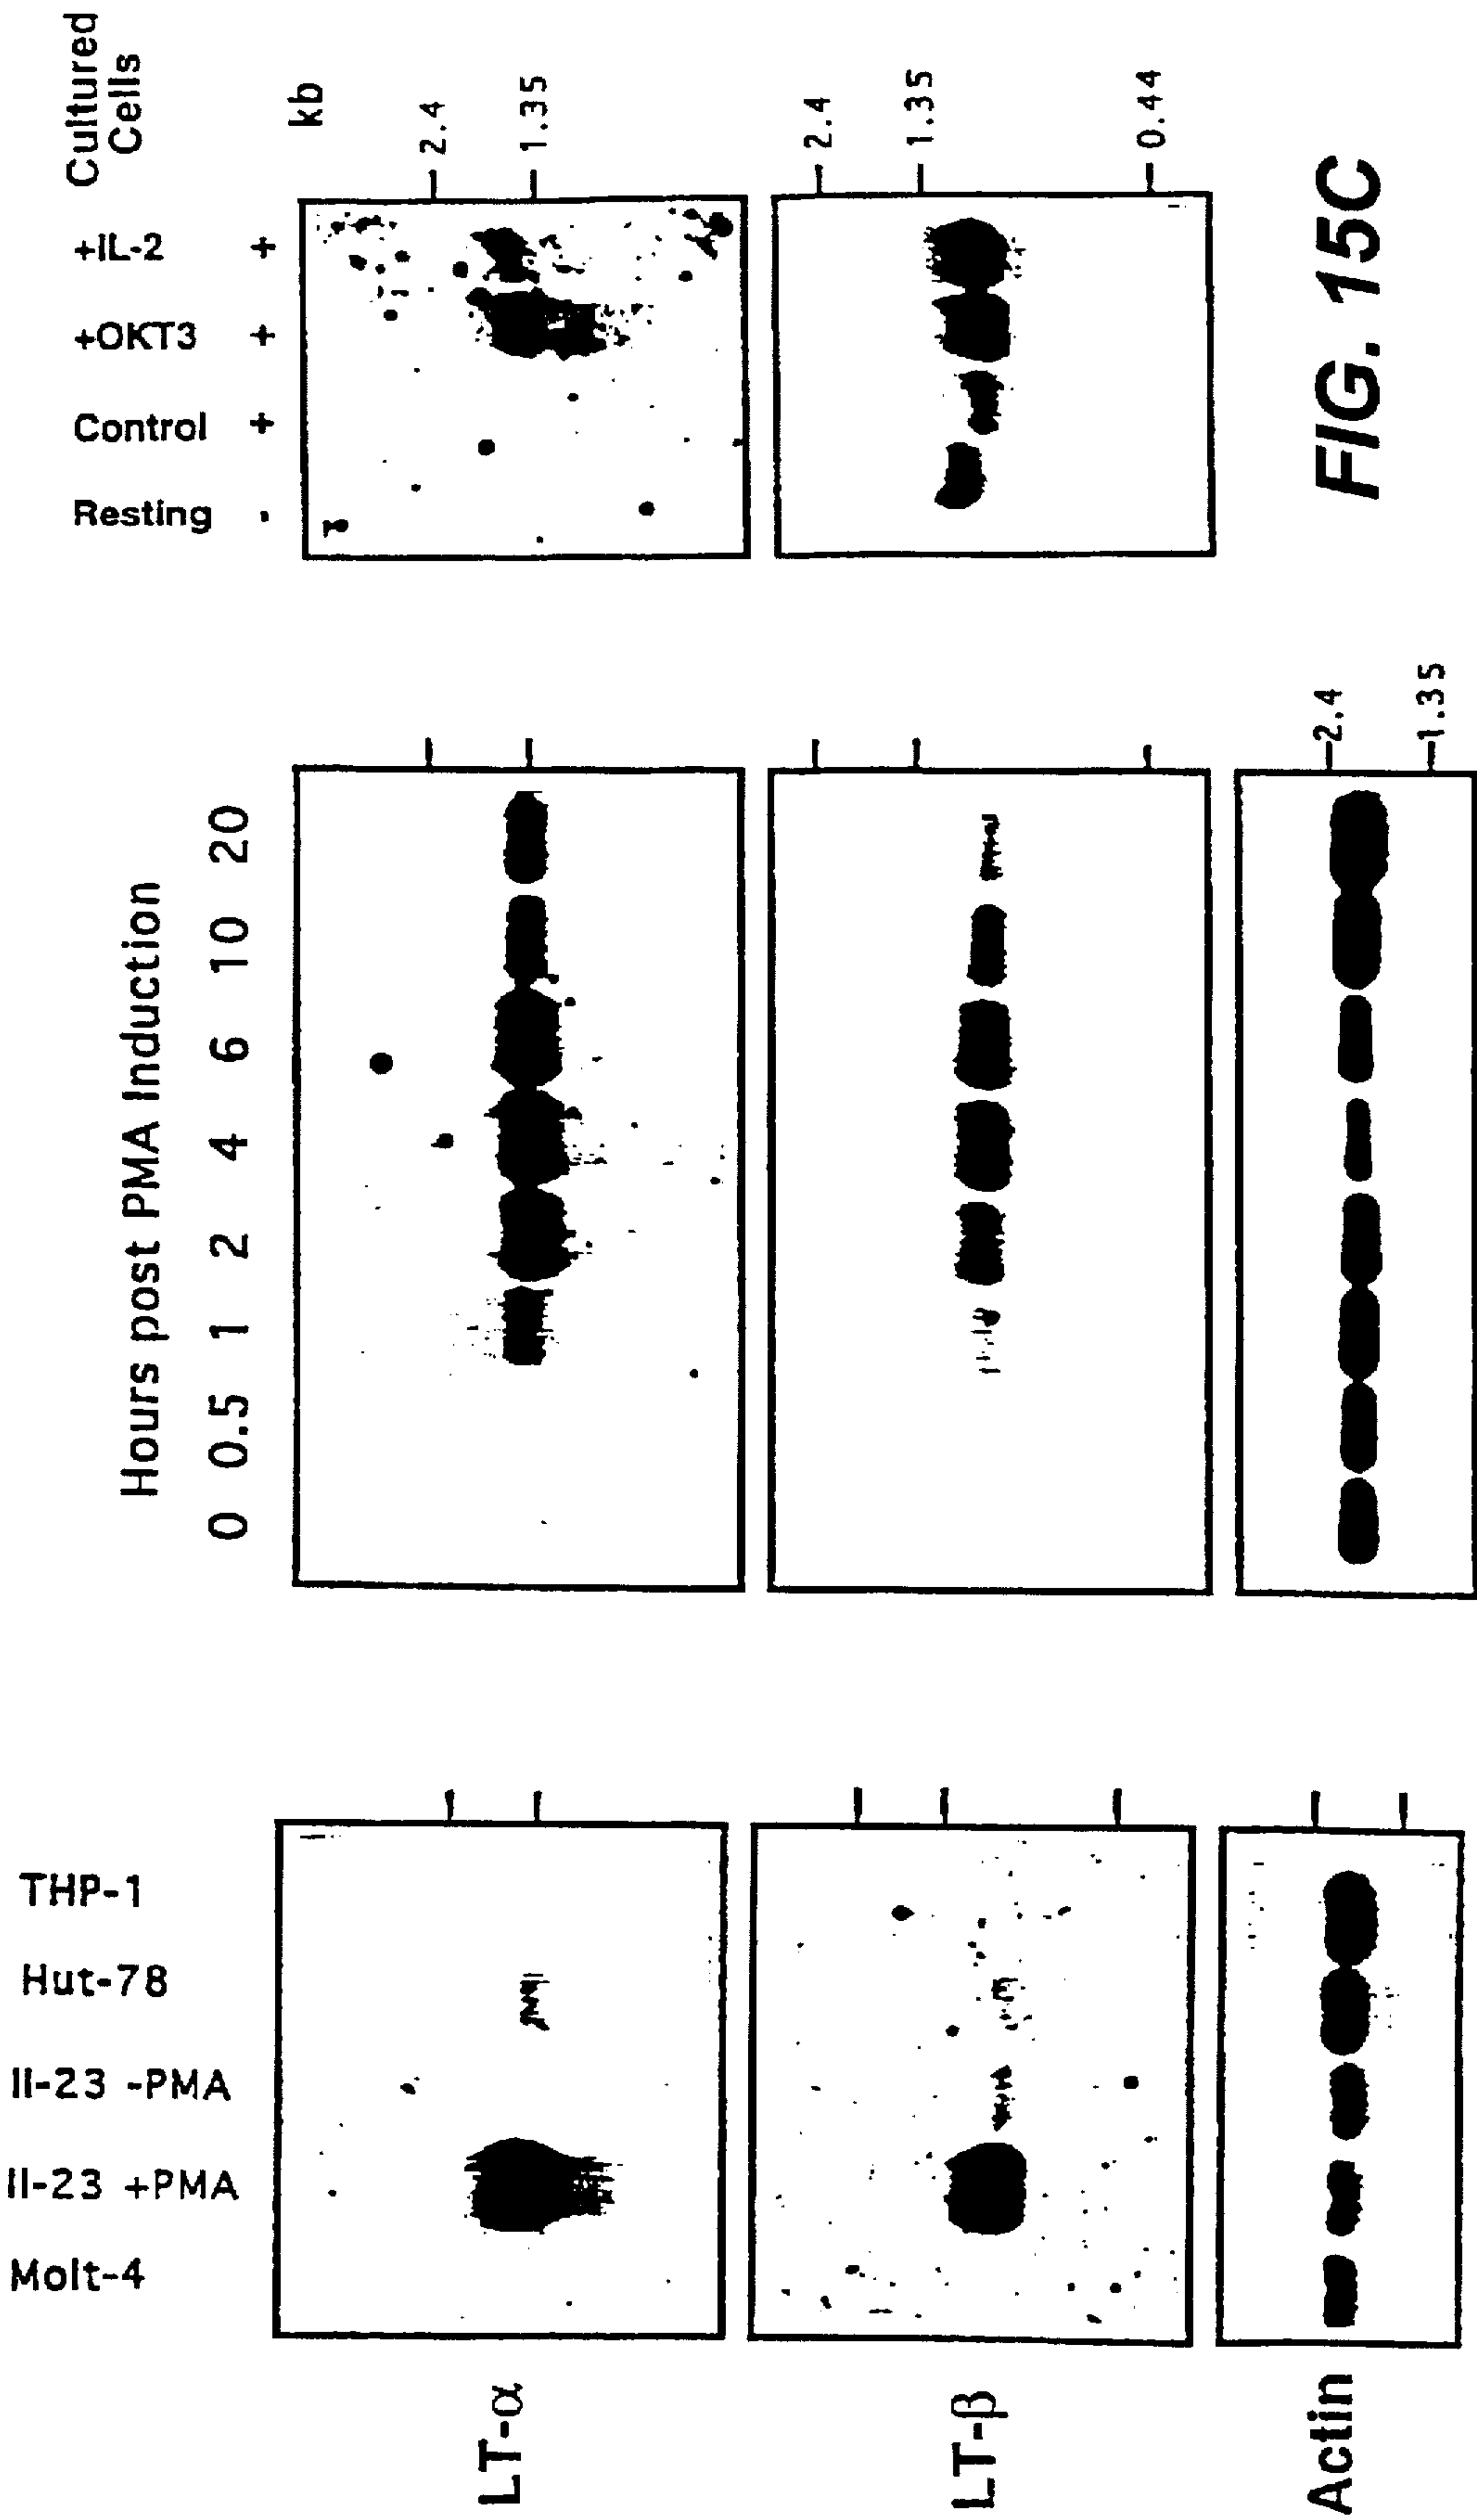 Molt-4
II-23 +PMA
II-23 -PMA
Hut-78
THP-1
LT-α
LT-β
Actin
Hours post PMA Induction
0 0.5 1 2 4 6 10 20
2.4
1.35
Resting
Control
+OKT3
+IL-2
- + + +
Cultured
Cells
kb
2.4
1.35
2.4
1.35
0.44
FIG. 15C